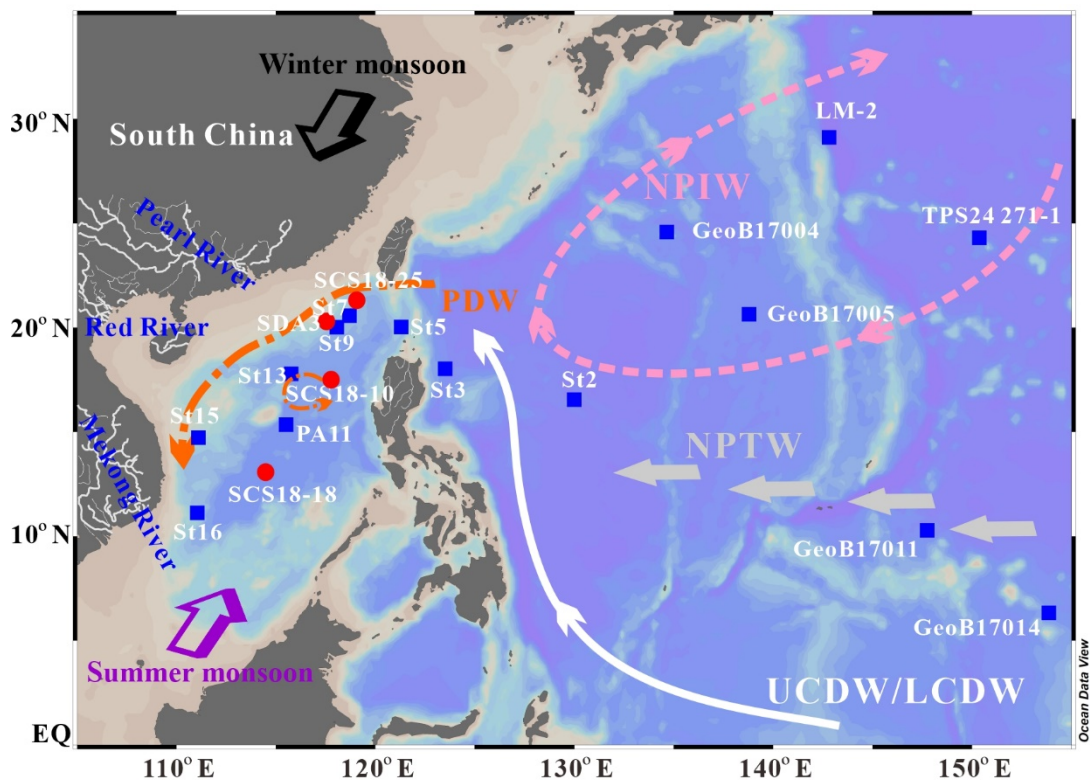 Winter monsoon
30° N
South China
LM-2
NPIW
TPS24 271-1
GeoB17004
Pearl River
SCS18-25
St7
PDW
GeoB17005
SDA3
20° N
Red River
St9
St5
St13
St3
St2
SCS18-10
St15
PA11
NPTW
Mekong River
SCS18-18
St16
10° N
GeoB17011
GeoB17014
Summer monsoon
UCDW/LCDW
EQ
110° E
120° E
130° E
140° E
150° E
Ocean Data View